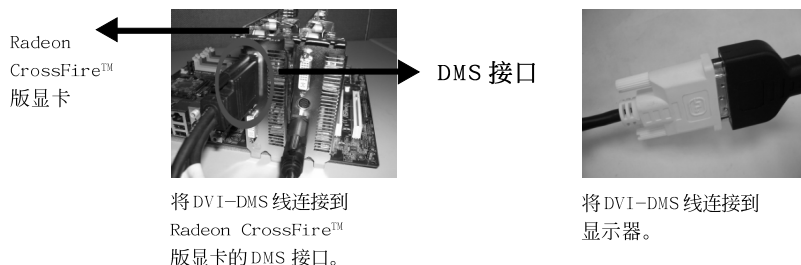 Radeon
CrossFire™
版显卡
DMS 接口
将DVI-DMS线连接到
Radeon CrossFire™
版显卡的DMS 接口。
将DVI-DMS线连接到
显示器。